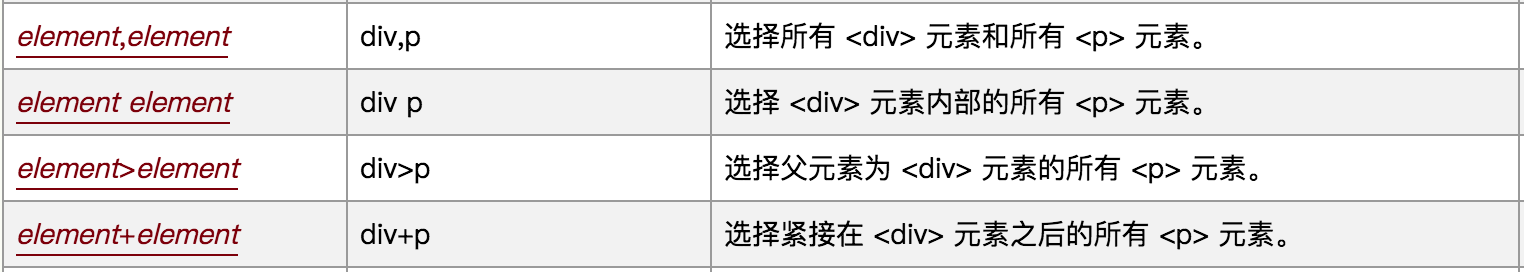 element,element div,p 选择所有 <div> 元素和所有 <p> 元素。
element element div p 选择 <div> 元素内部的所有 <p> 元素。
element>element div>p 选择父元素为 <div> 元素的所有 <p> 元素。
element+element div+p 选择紧接在 <div> 元素之后的所有 <p> 元素。